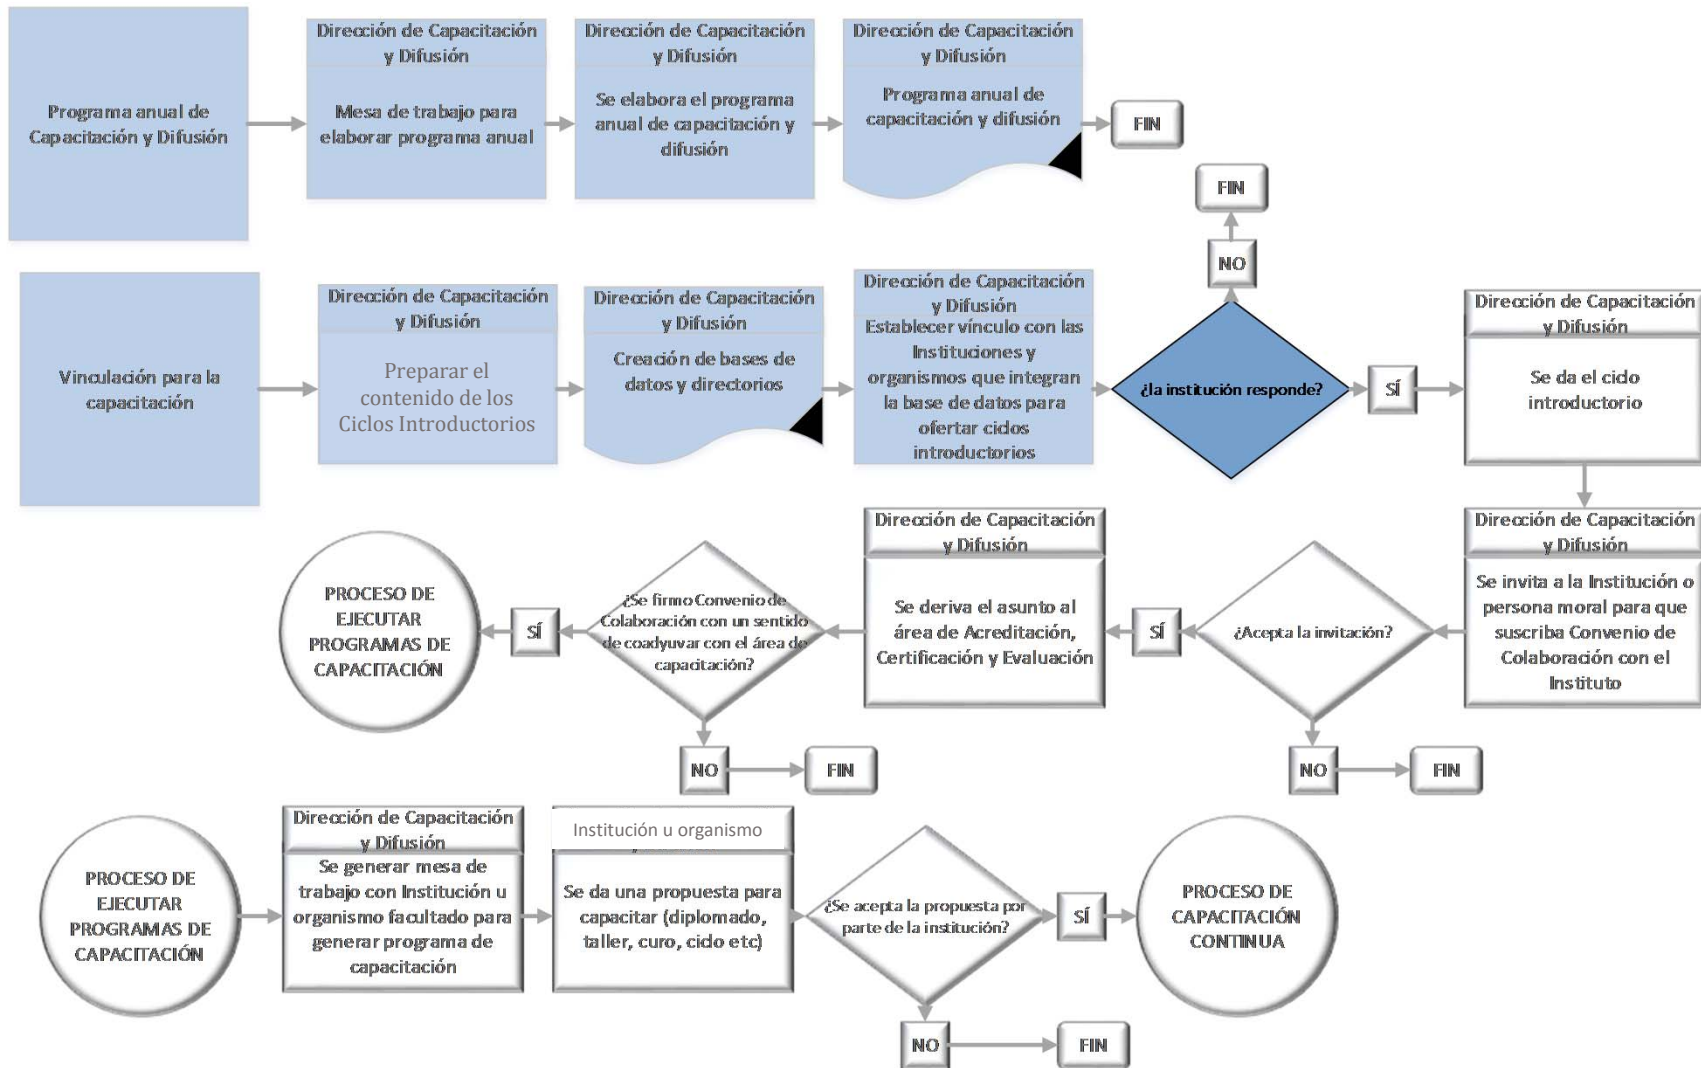 Programa anual de
Capacitación y Difusión
Dirección de Capacitación
y Difusión
Mesa de trabajo para
elaborar programa anual
Dirección de Capacitación
y Difusión
Se elabora el programa
anual de capacitación y
difusión
Dirección de Capacitación
y Difusión
Programa anual de
capacitación y difusión
FIN
FIN
NO
Vinculación para la
capacitación
Dirección de Capacitación
y Difusión
Preparar el
contenido de los
Ciclos Introductorios
Dirección de Capacitación
y Difusión
Creación de bases de
datos y directorios
Dirección de Capacitación
y Difusión
Establecer vínculo con las
Instituciones y
organismos que integran
la base de datos para
ofertar ciclos
introductorios
¿la institución responde?
SÍ
Dirección de Capacitación
y Difusión
Se da el ciclo
introductorio
Dirección de Capacitación
y Difusión
Se invita a la Institución o
persona moral para que
suscriba Convenio de
Colaboración con el
Instituto
¿Acepta la invitación?
SÍ
NO
FIN
Dirección de Capacitación
y Difusión
Se deriva el asunto al
área de Acreditación,
Certificación y Evaluación
¿Se firmo Convenio de
Colaboración con un sentido
de coadyuvar con el área de
capacitación?
SÍ
NO
FIN
PROCESO DE
EJECUTAR
PROGRAMAS DE
CAPACITACIÓN
PROCESO DE
EJECUTAR
PROGRAMAS DE
CAPACITACIÓN
Dirección de Capacitación
y Difusión
Se generar mesa de
trabajo con Institución u
organismo facultado para
generar programa de
capacitación
Institución u organismo
Se da una propuesta para
capacitar (diplomado,
taller, curo, ciclo etc)
¿Se acepta la propuesta por
parte de la institución?
SÍ
NO
FIN
PROCESO DE
CAPACITACIÓN
CONTINUA